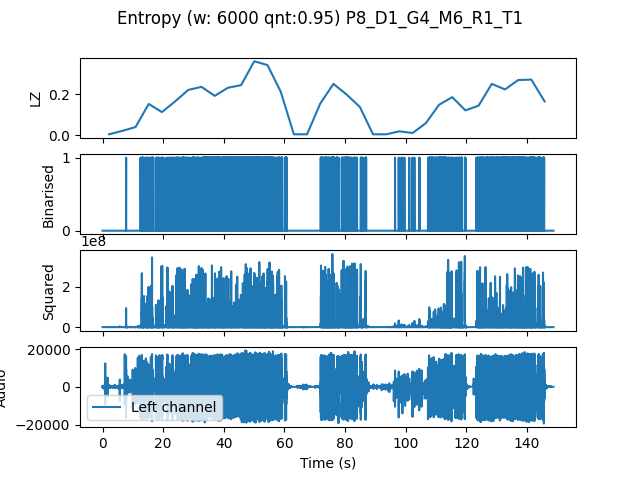 Entropy (w: 6000 qnt:0.95) P8_D1_G4_M6_R1_T1
LZ
0.2
0.0
Binarised
1
0
1e8
Squared
2
0
Audio
20000
0
−20000
Left channel
0 20 40 60 80 100 120 140
Time (s)